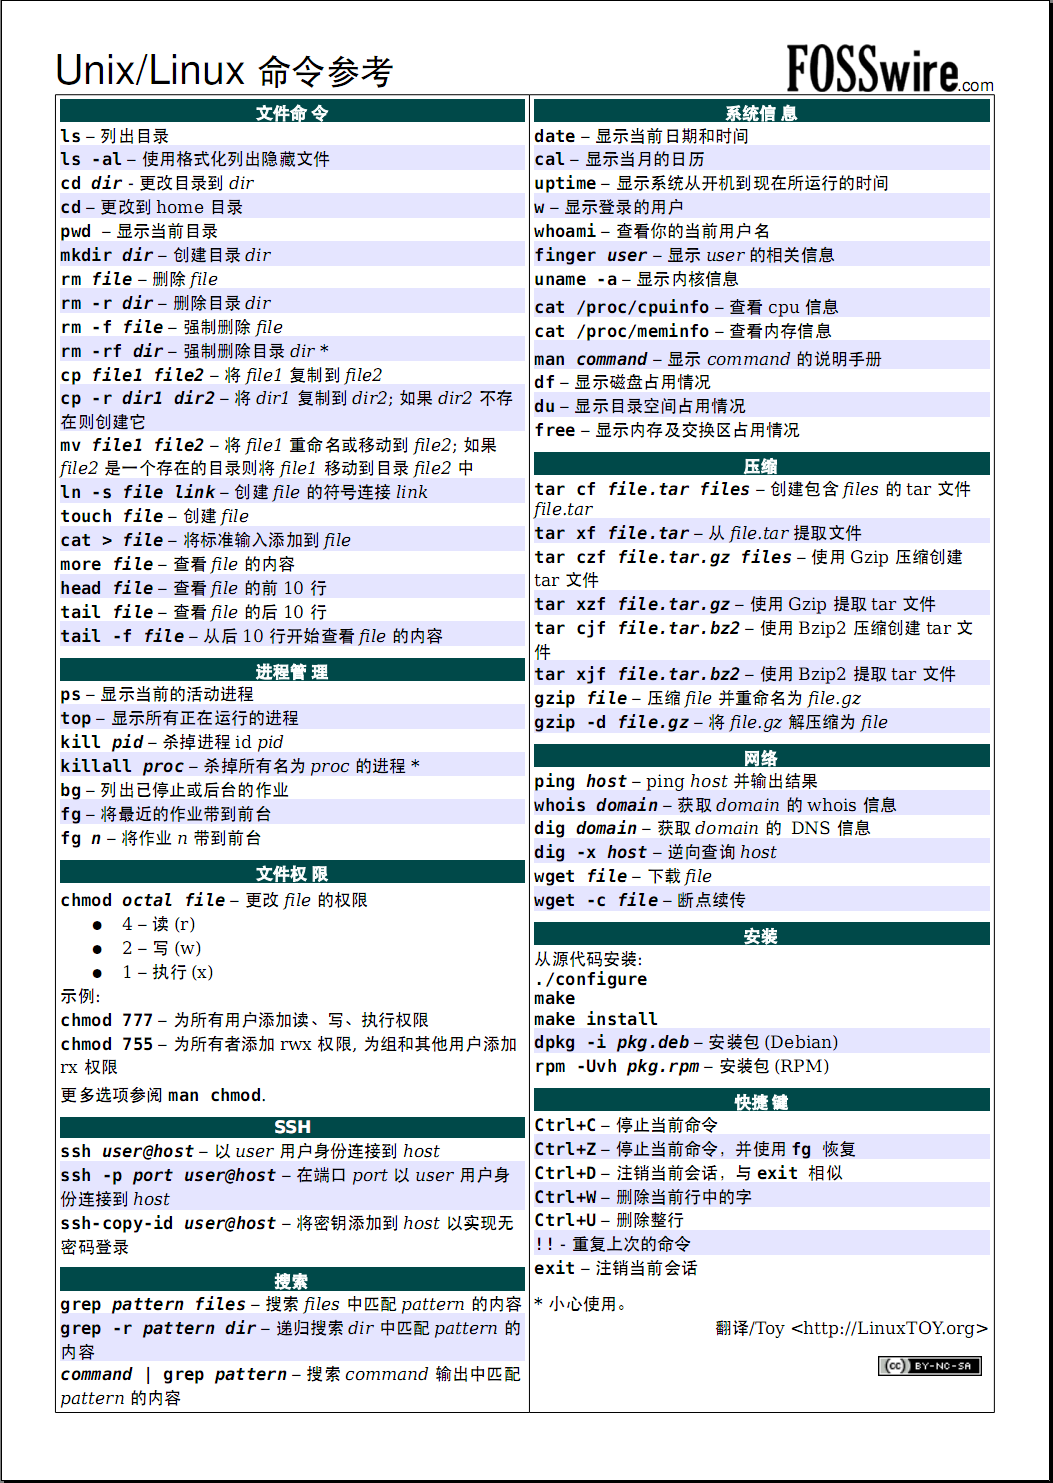 Unix/Linux 命令参考
FOSSwire.com
文件命令
ls – 列出目录
ls -al – 使用格式化列出隐藏文件
cd dir - 更改目录到 dir
cd – 更改到 home 目录
pwd – 显示当前目录
mkdir dir – 创建目录 dir
rm file – 删除 file
rm -r dir – 删除目录 dir
rm -f file – 强制删除 file
rm -rf dir – 强制删除目录 dir *
cp file1 file2 – 将 file1 复制到 file2
cp -r dir1 dir2 – 将 dir1 复制到 dir2; 如果 dir2 不存
在则创建它
mv file1 file2 – 将 file1 重命名或移动到 file2; 如果
file2 是一个存在的目录则将 file1 移动到目录 file2 中
ln -s file link – 创建 file 的符号连接 link
touch file – 创建 file
cat > file – 将标准输入添加到 file
more file – 查看 file 的内容
head file – 查看 file 的前 10 行
tail file – 查看 file 的后 10 行
tail -f file – 从后 10 行开始查看 file 的内容
进程管理
ps – 显示当前的活动进程
top – 显示所有正在运行的进程
kill pid – 杀掉进程 id pid
killall proc – 杀掉所有名为 proc 的进程 *
bg – 列出已停止或后台的作业
fg – 将最近的作业带到前台
fg n – 将作业 n 带到前台
文件权限
chmod octal file – 更改 file 的权限
● 4 – 读 (r)
● 2 – 写 (w)
● 1 – 执行 (x)
示例:
chmod 777 – 为所有用户添加读、写、执行权限
chmod 755 – 为所有者添加 rwx 权限, 为组和其他用户添加
rx 权限
更多选项参阅 man chmod.
SSH
ssh user@host – 以 user 用户身份连接到 host
ssh -p port user@host – 在端口 port 以 user 用户身
份连接到 host
ssh-copy-id user@host – 将密钥添加到 host 以实现无
密码登录
搜索
grep pattern files – 搜索 files 中匹配 pattern 的内容
grep -r pattern dir – 递归搜索 dir 中匹配 pattern 的
内容
command | grep pattern – 搜索 command 输出中匹配
pattern 的内容
系统信息
date – 显示当前日期和时间
cal – 显示当月的日历
uptime – 显示系统从开机到现在所运行的时间
w – 显示登录的用户
whoami – 查看你的当前用户名
finger user – 显示 user 的相关信息
uname -a – 显示内核信息
cat /proc/cpuinfo – 查看 cpu 信息
cat /proc/meminfo – 查看内存信息
man command – 显示 command 的说明手册
df – 显示磁盘占用情况
du – 显示目录空间占用情况
free – 显示内存及交换区占用情况
压缩
tar cf file.tar files – 创建包含 files 的 tar 文件
file.tar
tar xf file.tar – 从 file.tar 提取文件
tar czf file.tar.gz files – 使用 Gzip 压缩创建
tar 文件
tar xzf file.tar.gz – 使用 Gzip 提取 tar 文件
tar cjf file.tar.bz2 – 使用 Bzip2 压缩创建 tar 文
件
tar xjf file.tar.bz2 – 使用 Bzip2 提取 tar 文件
gzip file – 压缩 file 并重命名为 file.gz
gzip -d file.gz – 将 file.gz 解压缩为 file
网络
ping host – ping host 并输出结果
whois domain – 获取 domain 的 whois 信息
dig domain – 获取 domain 的 DNS 信息
dig -x host – 逆向查询 host
wget file – 下载 file
wget -c file – 断点续传
安装
从源代码安装:
./configure
make
make install
dpkg -i pkg.deb – 安装包 (Debian)
rpm -Uvh pkg.rpm – 安装包 (RPM)
快捷键
Ctrl+C – 停止当前命令
Ctrl+Z – 停止当前命令，并使用 fg 恢复
Ctrl+D – 注销当前会话，与 exit 相似
Ctrl+W – 删除当前行中的字
Ctrl+U – 删除整行
!! - 重复上次的命令
exit – 注销当前会话
* 小心使用。
翻译/Toy <http://LinuxTOY.org>
(cc) BY-NC-SA